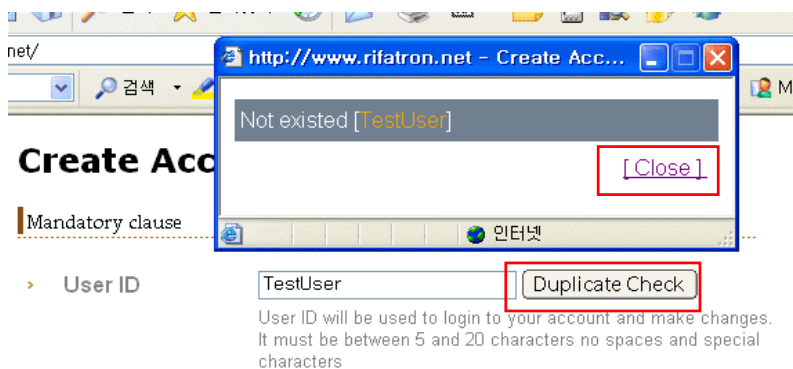 net/
http://www.rifatron.net - Create Acc...
검색
M
Not existed [TestUser]
[ Close ]
Create Acc
Mandatory clause
인터넷
› User ID
TestUser
Duplicate Check
User ID will be used to login to your account and make changes.
It must be between 5 and 20 characters no spaces and special
characters